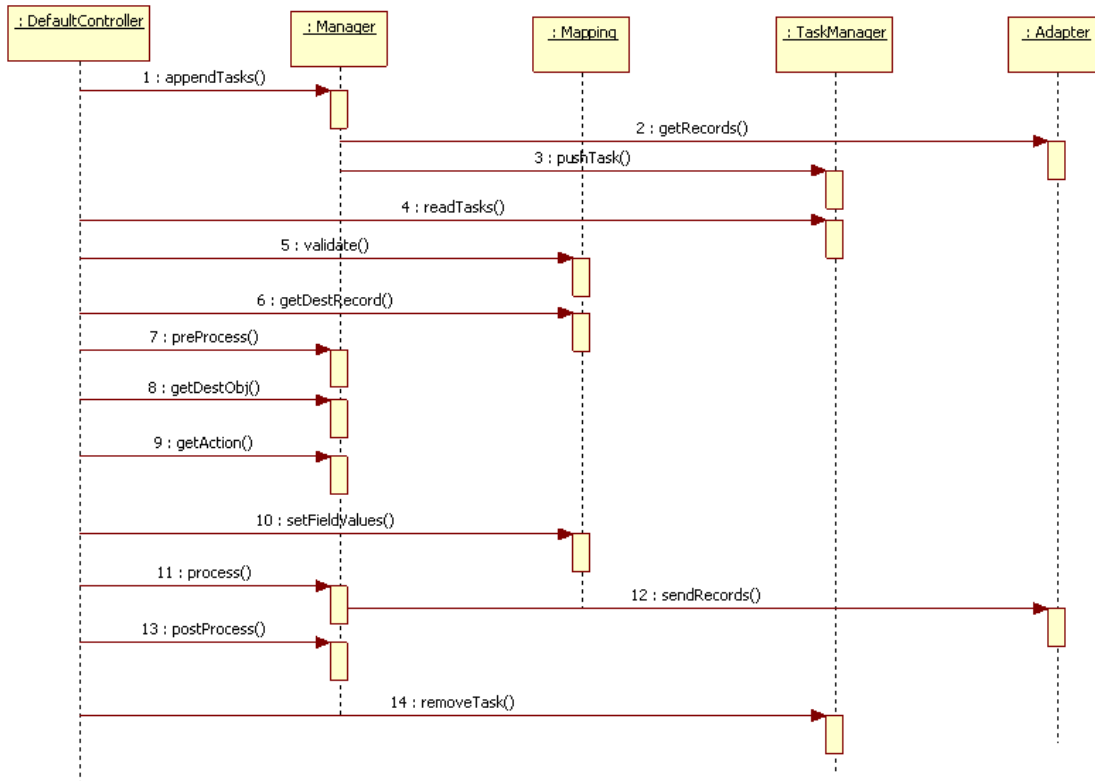 : DefaultController
: Manager
: Mapping
: TaskManager
: Adapter
1 : appendTasks()
2 : getRecords()
3 : pushTask()
4 : readTasks()
5 : validate()
6 : getDestRecord()
7 : preProcess()
8 : getDestObj()
9 : getAction()
10 : setFieldValues()
11 : process()
12 : sendRecords()
13 : postProcess()
14 : removeTask()